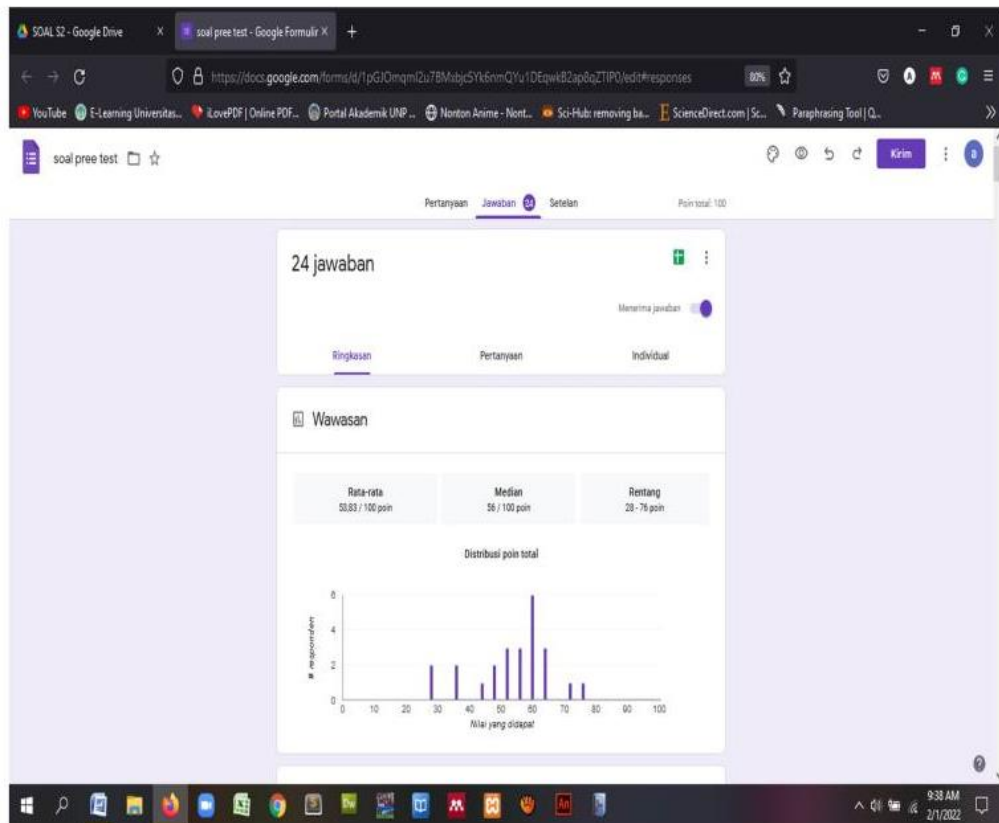 SOAL S2 - Google Drive
soal pree test - Google Formulir
80%
YouTube E-Learning Universitas... iLovePDF | Online PDF... Portal Akademik UNP ... Nonton Anime - Nont... Sci-Hub: removing ba... ScienceDirect.com | Sc... Paraphrasing Tool | Q...
soal pree test
Kirim
a
Pertanyaan Jawaban 24 Setelan
Poin total: 100
24 jawaban
Menerima jawaban
Ringkasan Pertanyaan Individual
Wawasan
Rata-rata
53,83 / 100 poin
Median
56 / 100 poin
Rentang
28 - 76 poin
Distribusi poin total
# responden
6
4
2
0
0 10 20 30 40 50 60 70 80 90 100
Nilai yang didapat
9:38 AM
2/1/2022